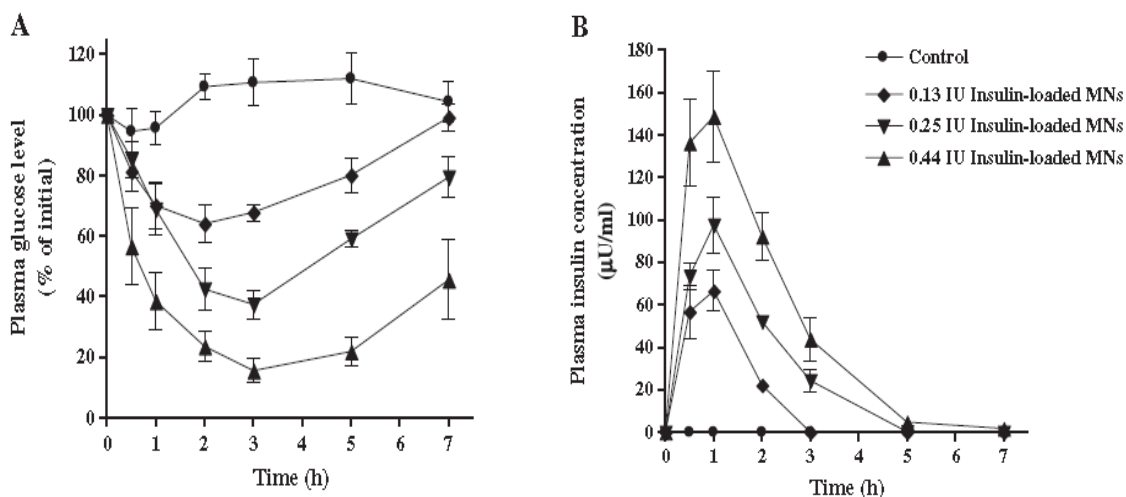 A
Plasma glucose level
(% of initial)
120
100
80
60
40
20
0
0 1 2 3 4 5 6 7
Time (h)
B
Plasma insulin concentration
(µU/ml)
180
160
140
120
100
80
60
40
20
0
0 1 2 3 4 5 6 7
Time (h)
Control
0.13 IU Insulin-loaded MNs
0.25 IU Insulin-loaded MNs
0.44 IU Insulin-loaded MNs